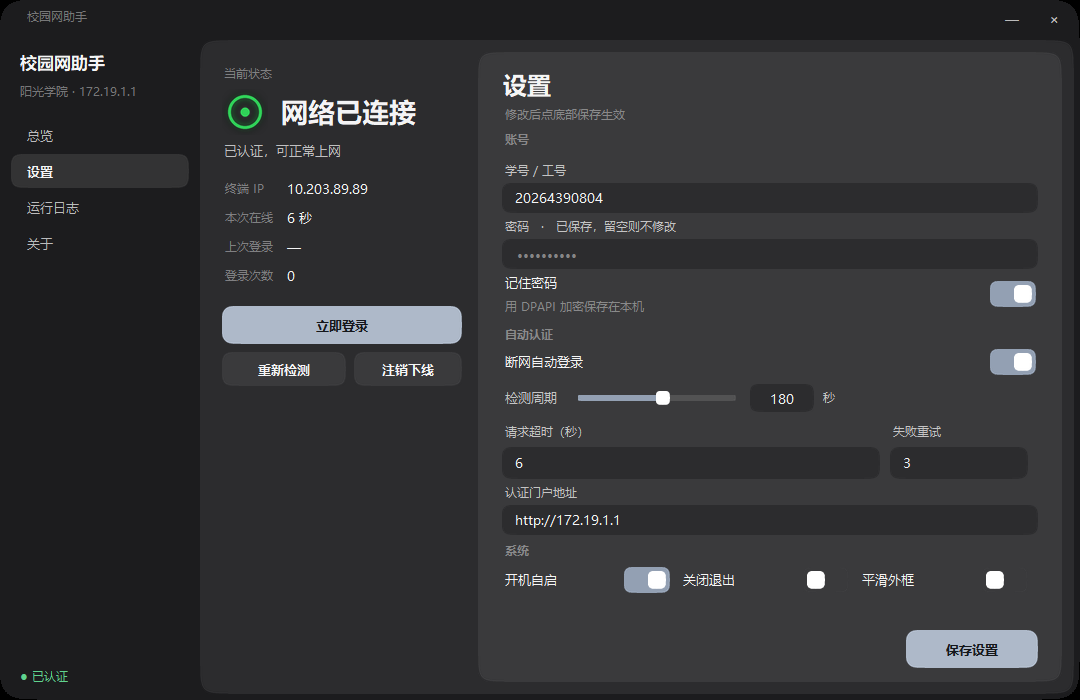 校园网助手
— ×
校园网助手
阳光学院 · 172.19.1.1
总览
设置
运行日志
关于
● 已认证
当前状态
网络已连接
已认证，可正常上网
终端 IP 10.203.89.89
本次在线 6 秒
上次登录 —
登录次数 0
立即登录
重新检测 注销下线
设置
修改后点底部保存生效
账号
学号 / 工号
20264390804
密码 · 已保存，留空则不修改
••••••••••
记住密码
用 DPAPI 加密保存在本机
自动认证
断网自动登录
检测周期 180 秒
请求超时（秒） 失败重试
6 3
认证门户地址
http://172.19.1.1
系统
开机自启 关闭退出 平滑外框
保存设置